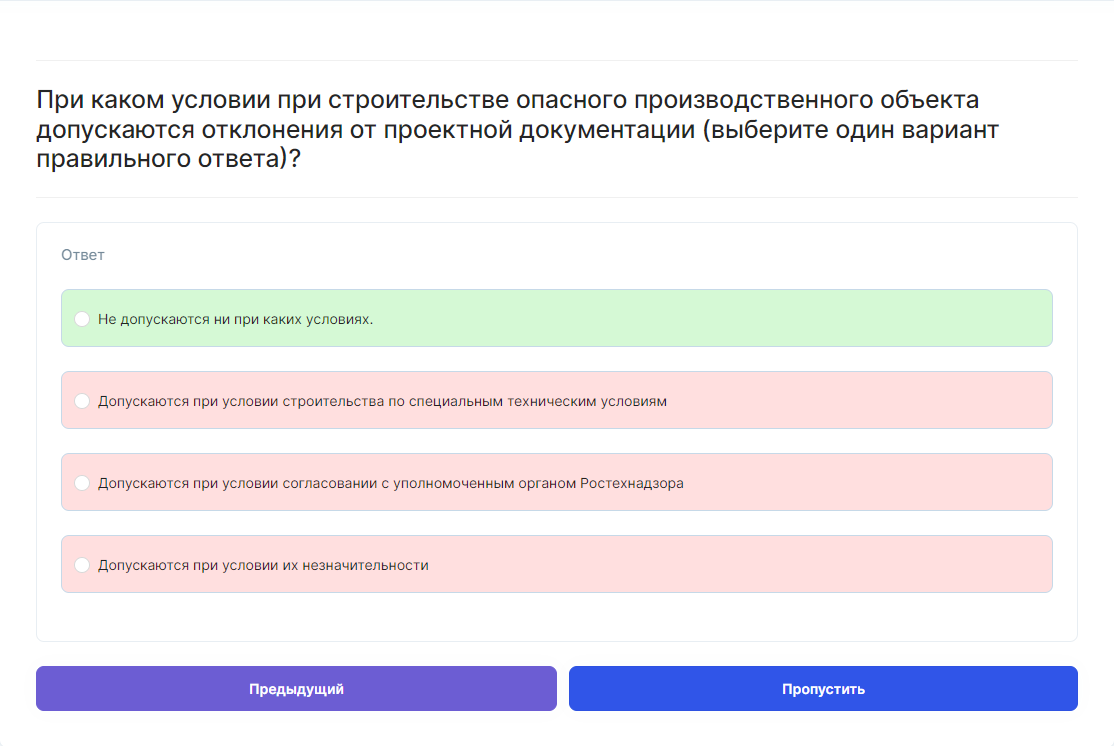 При каком условии при строительстве опасного производственного объекта
допускаются отклонения от проектной документации (выберите один вариант
правильного ответа)?
Ответ
Не допускаются ни при каких условиях.
Допускаются при условии строительства по специальным техническим условиям
Допускаются при условии согласовании с уполномоченным органом Ростехнадзора
Допускаются при условии их незначительности
Предыдущий
Пропустить